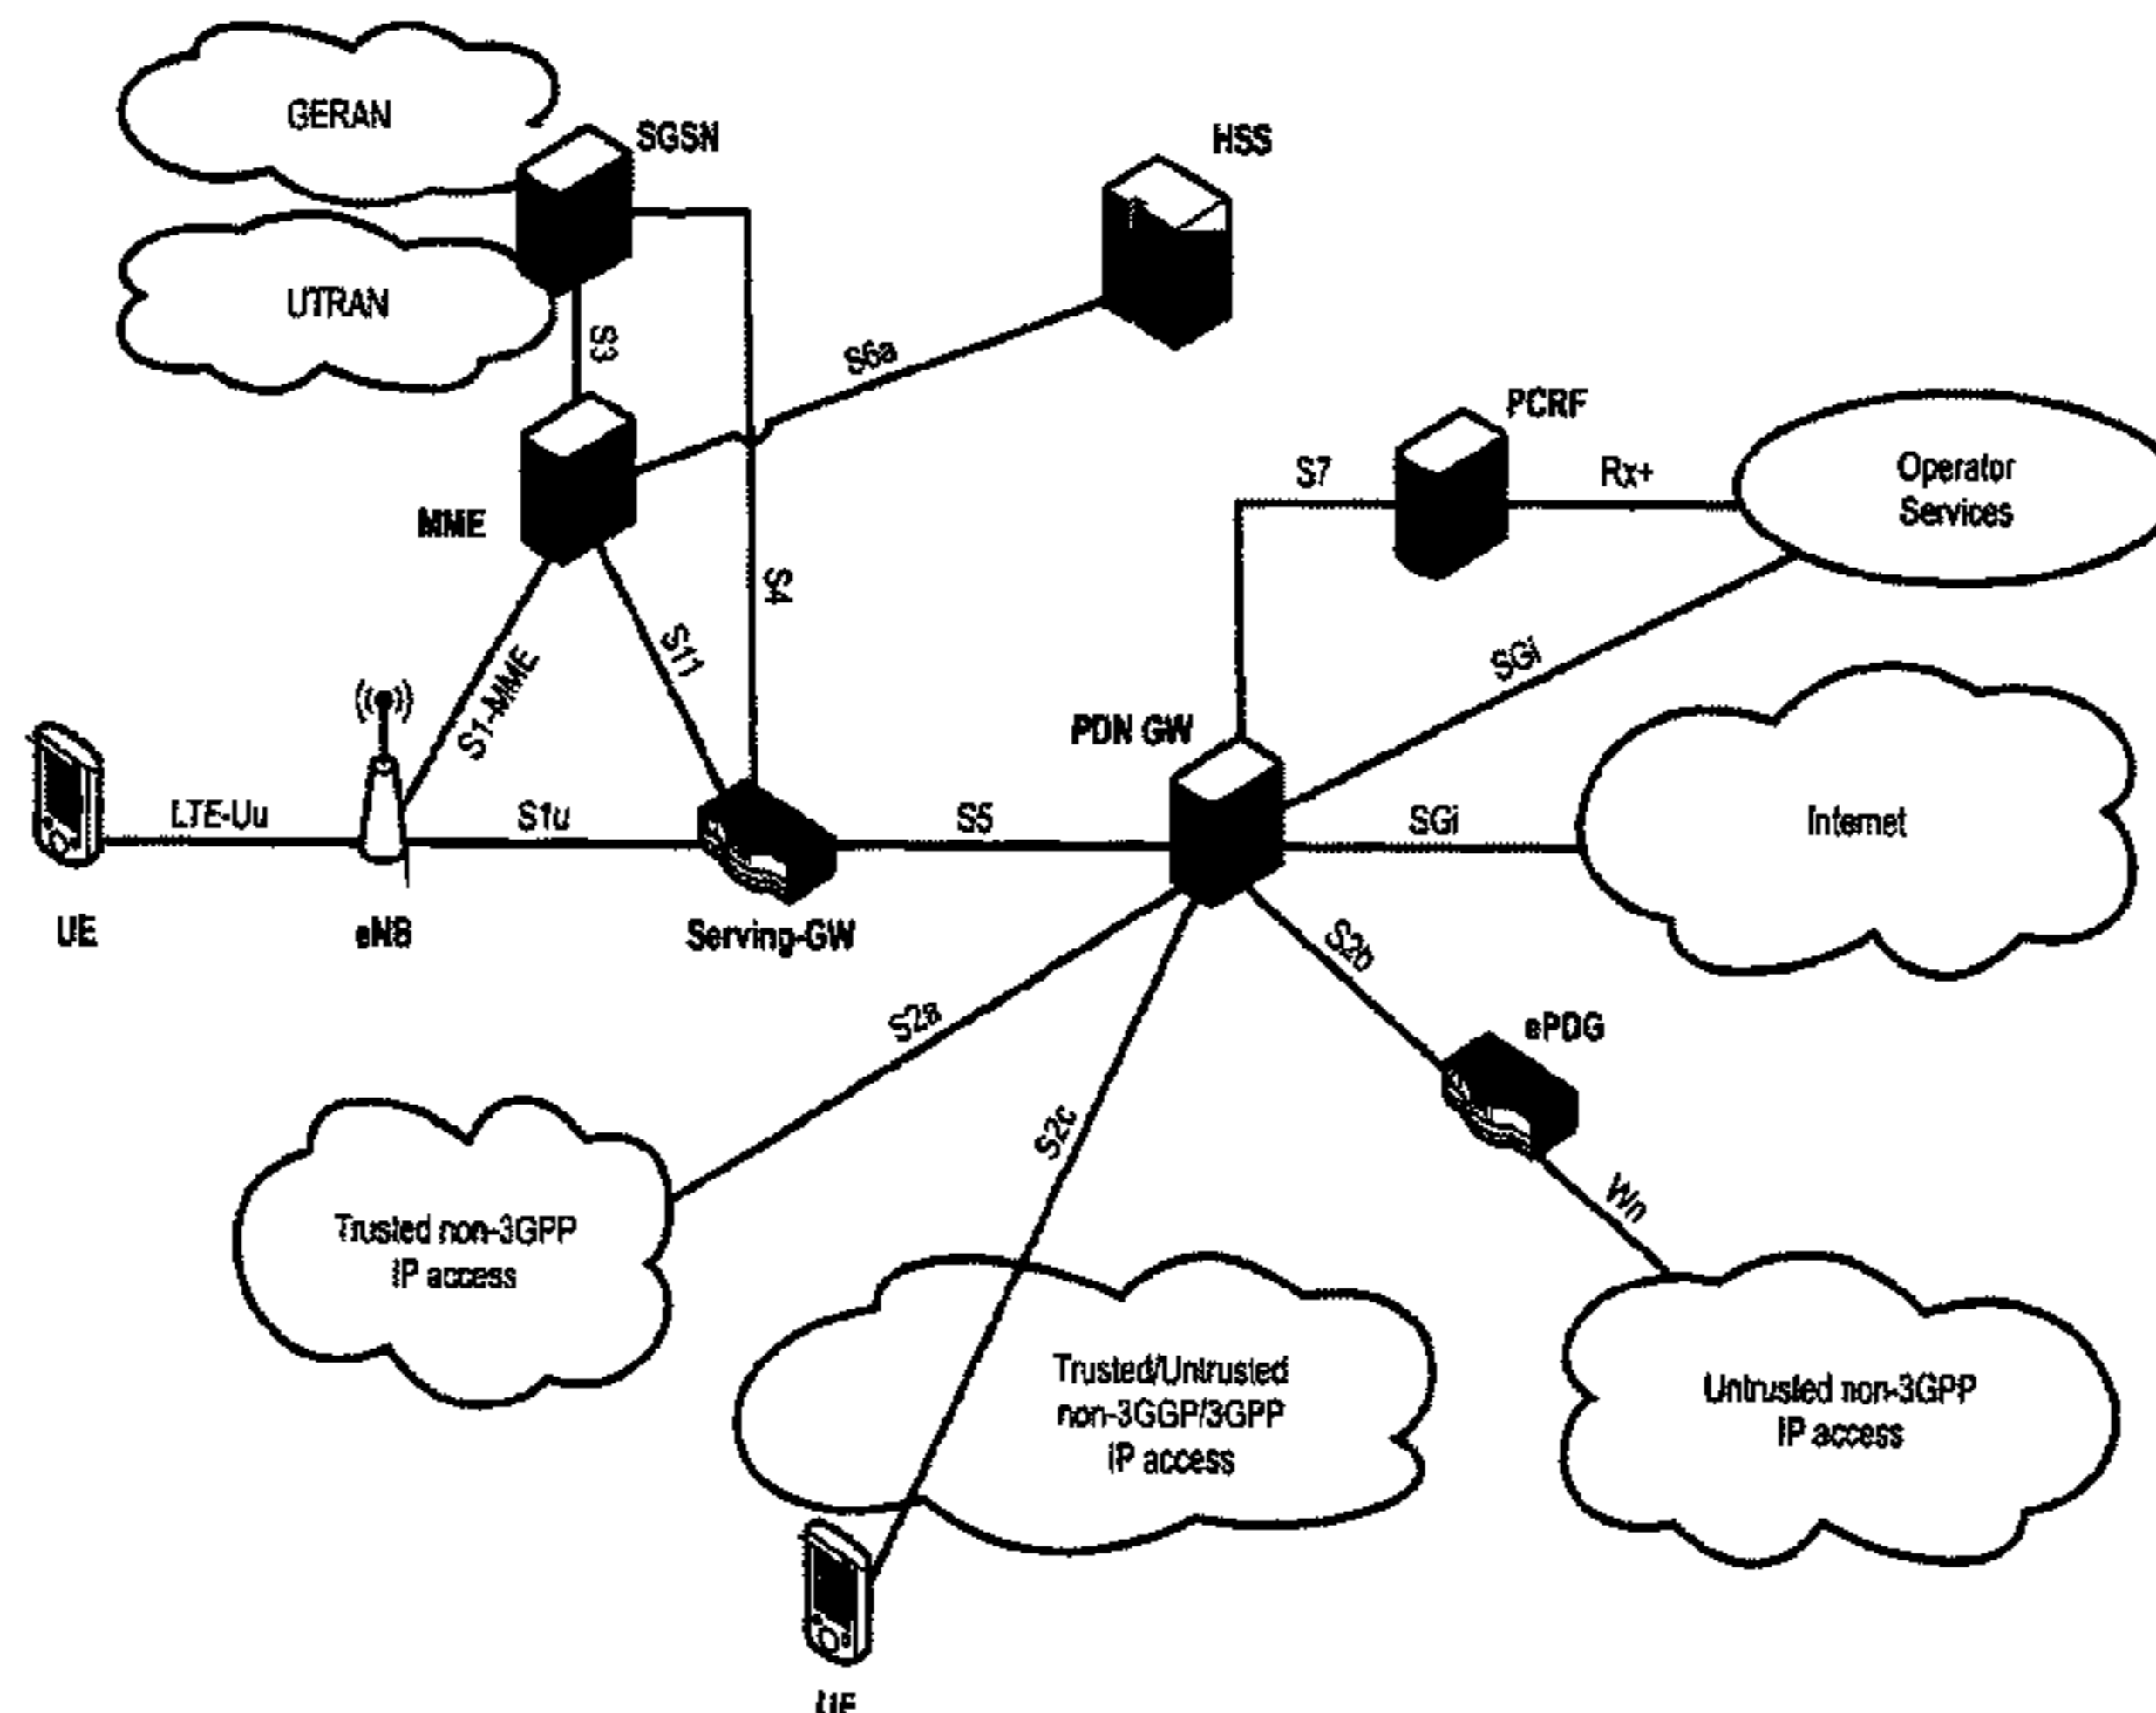 GERAN
SGSN
HSS
UTRAN
S3
S6a
PCRF
Operator
Services
S7
Rx+
MME
S4
S11
S1-MME
SGi
PDN GW
LTE-Uu
S1u
S5
SGi
Internet
UE
eNB
Serving-GW
S2b
S2a
ePDG
S2c
Wn
Trusted non-3GPP
IP access
Trusted/Untrusted
non-3GGP/3GPP
IP access
Untrusted non-3GPP
IP access
UE